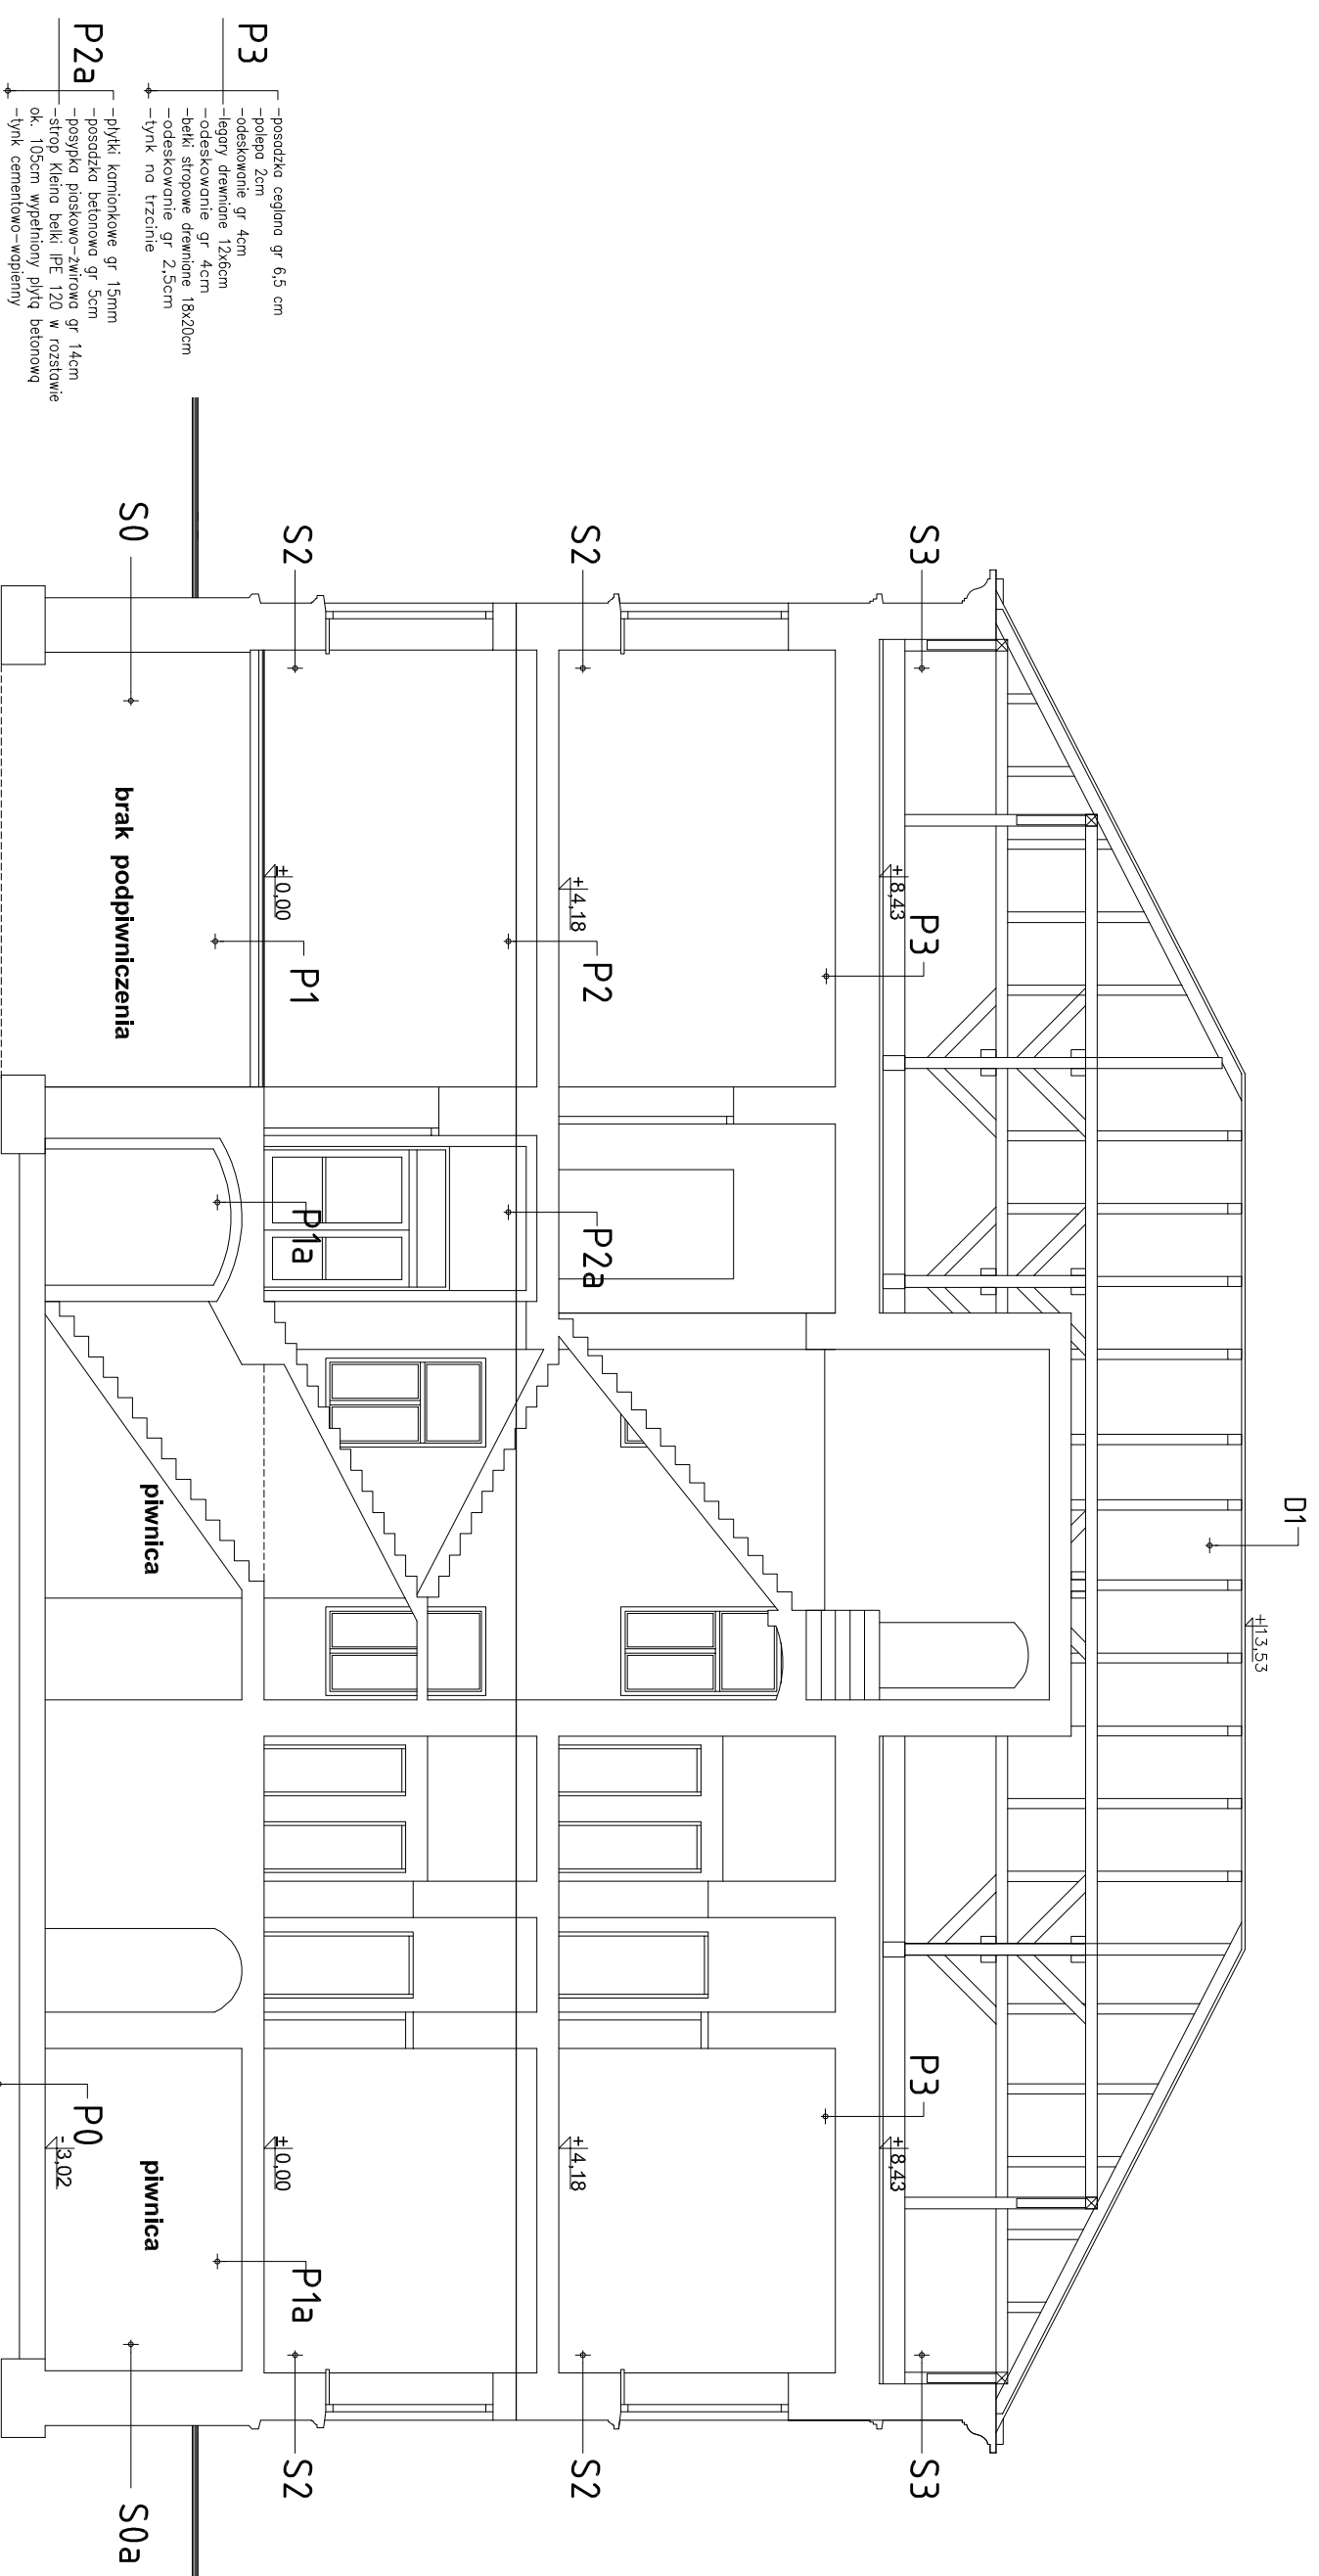 D1
+13,53
S3
+8,43
P3
P3
+8,43
S3
S2
+4,18
P2
P2a
+4,18
S2
S2
±0,00
P1
P1a
±0,00
P1a
S2
S0
brak podpiwniczenia
piwnica
piwnica
-3,02
P0
S0a
P3
-posadzka ceglana gr 6,5 cm
-polepa 2cm
-odeskowanie gr 4cm
-legary drewniane 12x6cm
-odeskowanie gr 4cm
-belki stropowe drewniane 18x20cm
-odeskowanie gr 2,5cm
-tynk na trzcinie
P2a
-płytki kamionkowe gr 15mm
-posadzka betonowa gr 5cm
-posypka piaskowo-żwirowa gr 14cm
-strop Kleina belki IPE 120 w rozstawie
ok. 105cm wypełniony płytą betonową
-tynk cementowo-wapienny